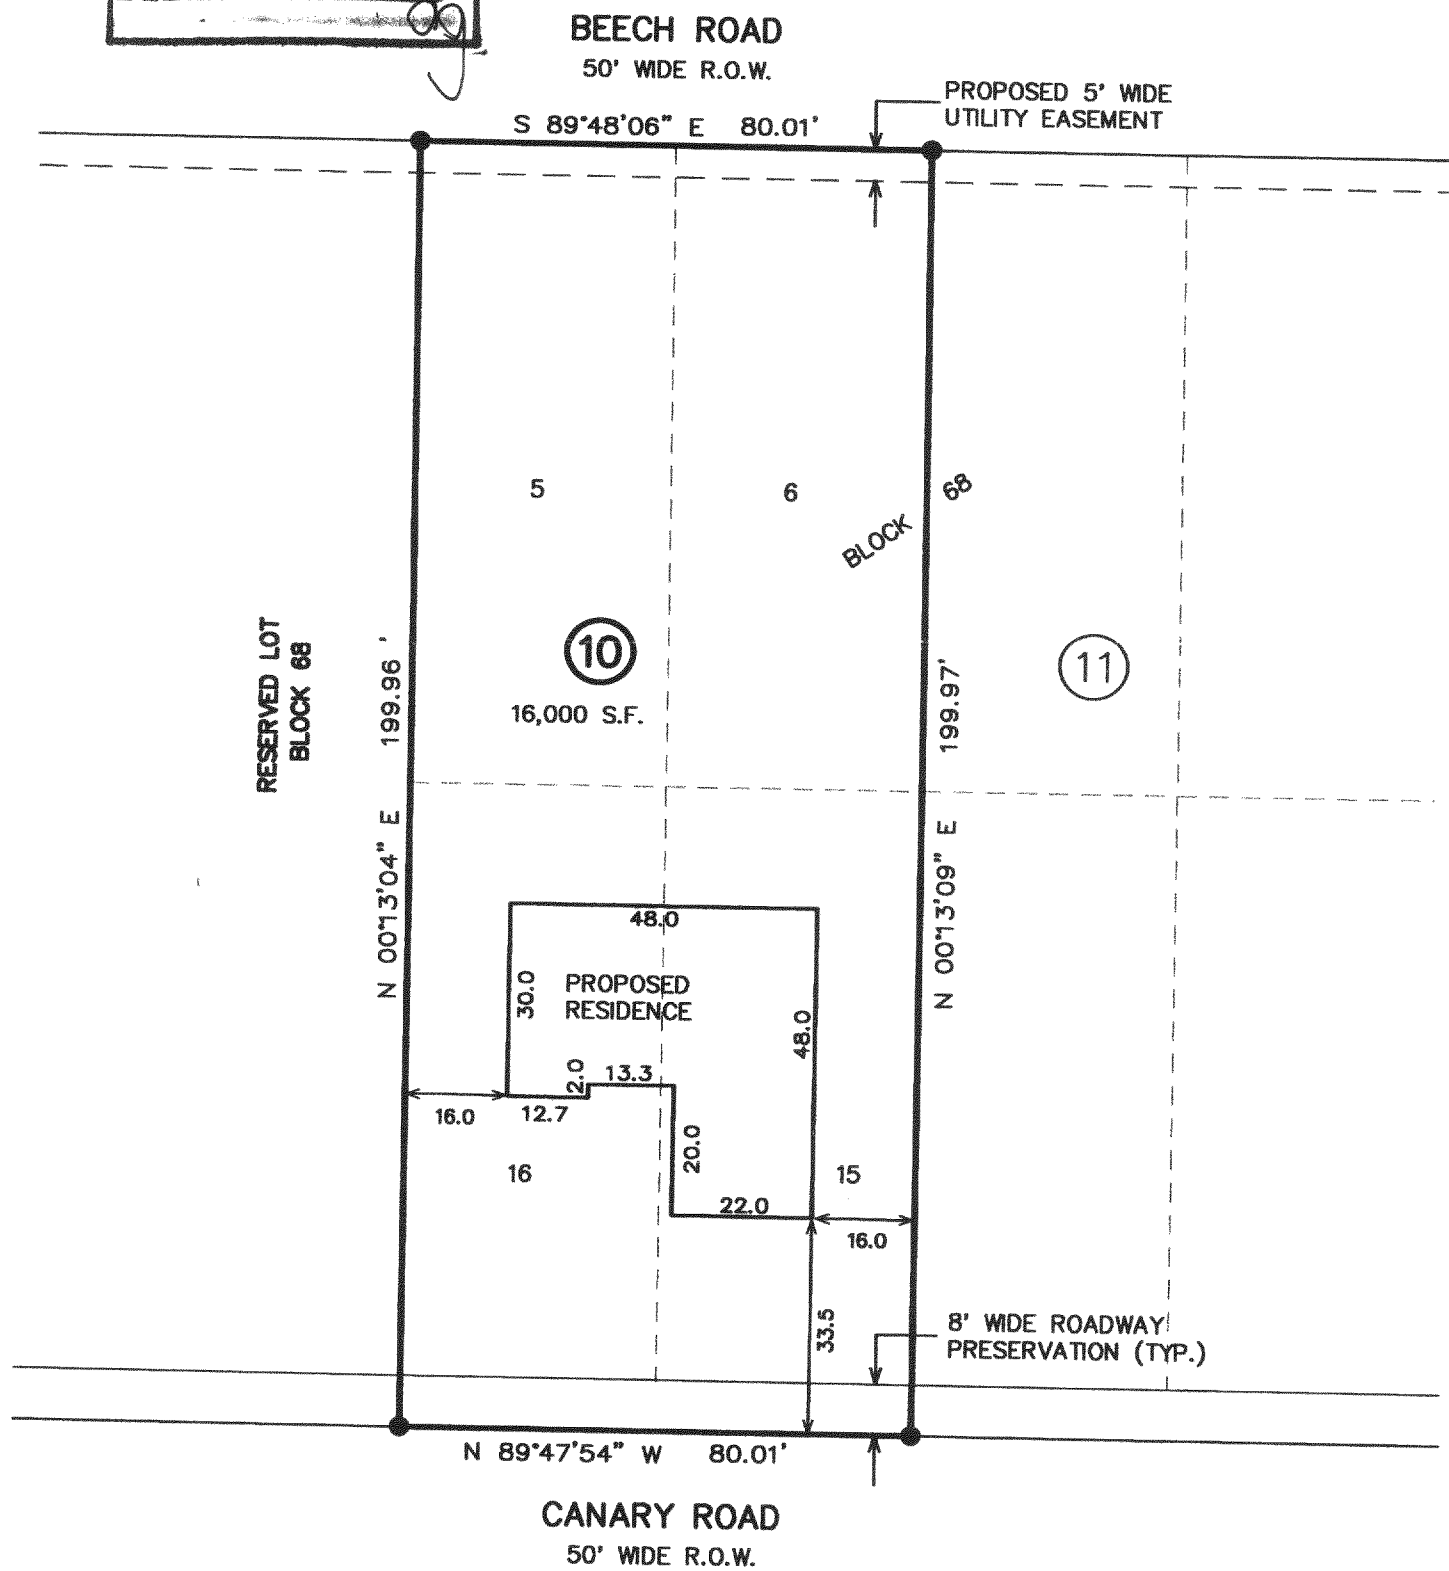 BEECH ROAD
50' WIDE R.O.W.
PROPOSED 5' WIDE
UTILITY EASEMENT
S 89°48'06" E 80.01'
5
6
BLOCK 68
RESERVED LOT
BLOCK 68
N 00°13'04" E 199.96 '
10
16,000 S.F.
N 00°13'09" E 199.97'
11
48.0
30.0
PROPOSED
RESIDENCE
48.0
2.0
13.3
16.0
12.7
20.0
16
15
22.0
16.0
33.5
8' WIDE ROADWAY
PRESERVATION (TYP.)
N 89°47'54" W 80.01'
CANARY ROAD
50' WIDE R.O.W.